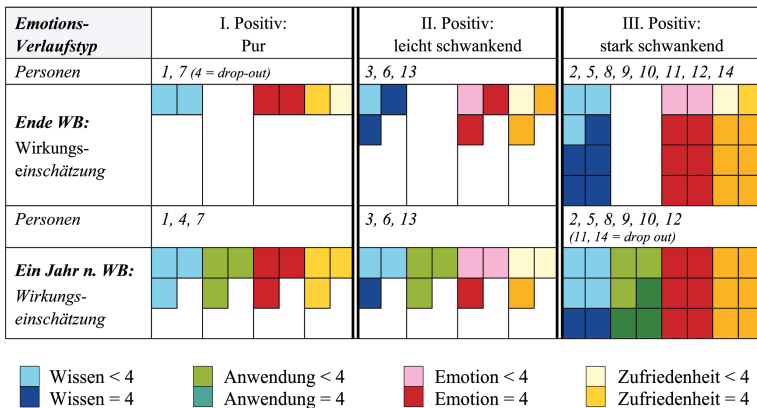 Emotions-
Verlaufstyp
I. Positiv:
Pur
II. Positiv:
leicht schwankend
III. Positiv:
stark schwankend
Personen
1, 7 (4 = drop-out)
3, 6, 13
2, 5, 8, 9, 10, 11, 12, 14
Ende WB:
Wirkungs-
einschätzung
Personen
1, 4, 7
3, 6, 13
2, 5, 8, 9, 10, 12
(11, 14 = drop out)
Ein Jahr n. WB:
Wirkungs-
einschätzung
Wissen < 4
Anwendung < 4
Emotion < 4
Zufriedenheit < 4
Wissen = 4
Anwendung = 4
Emotion = 4
Zufriedenheit = 4